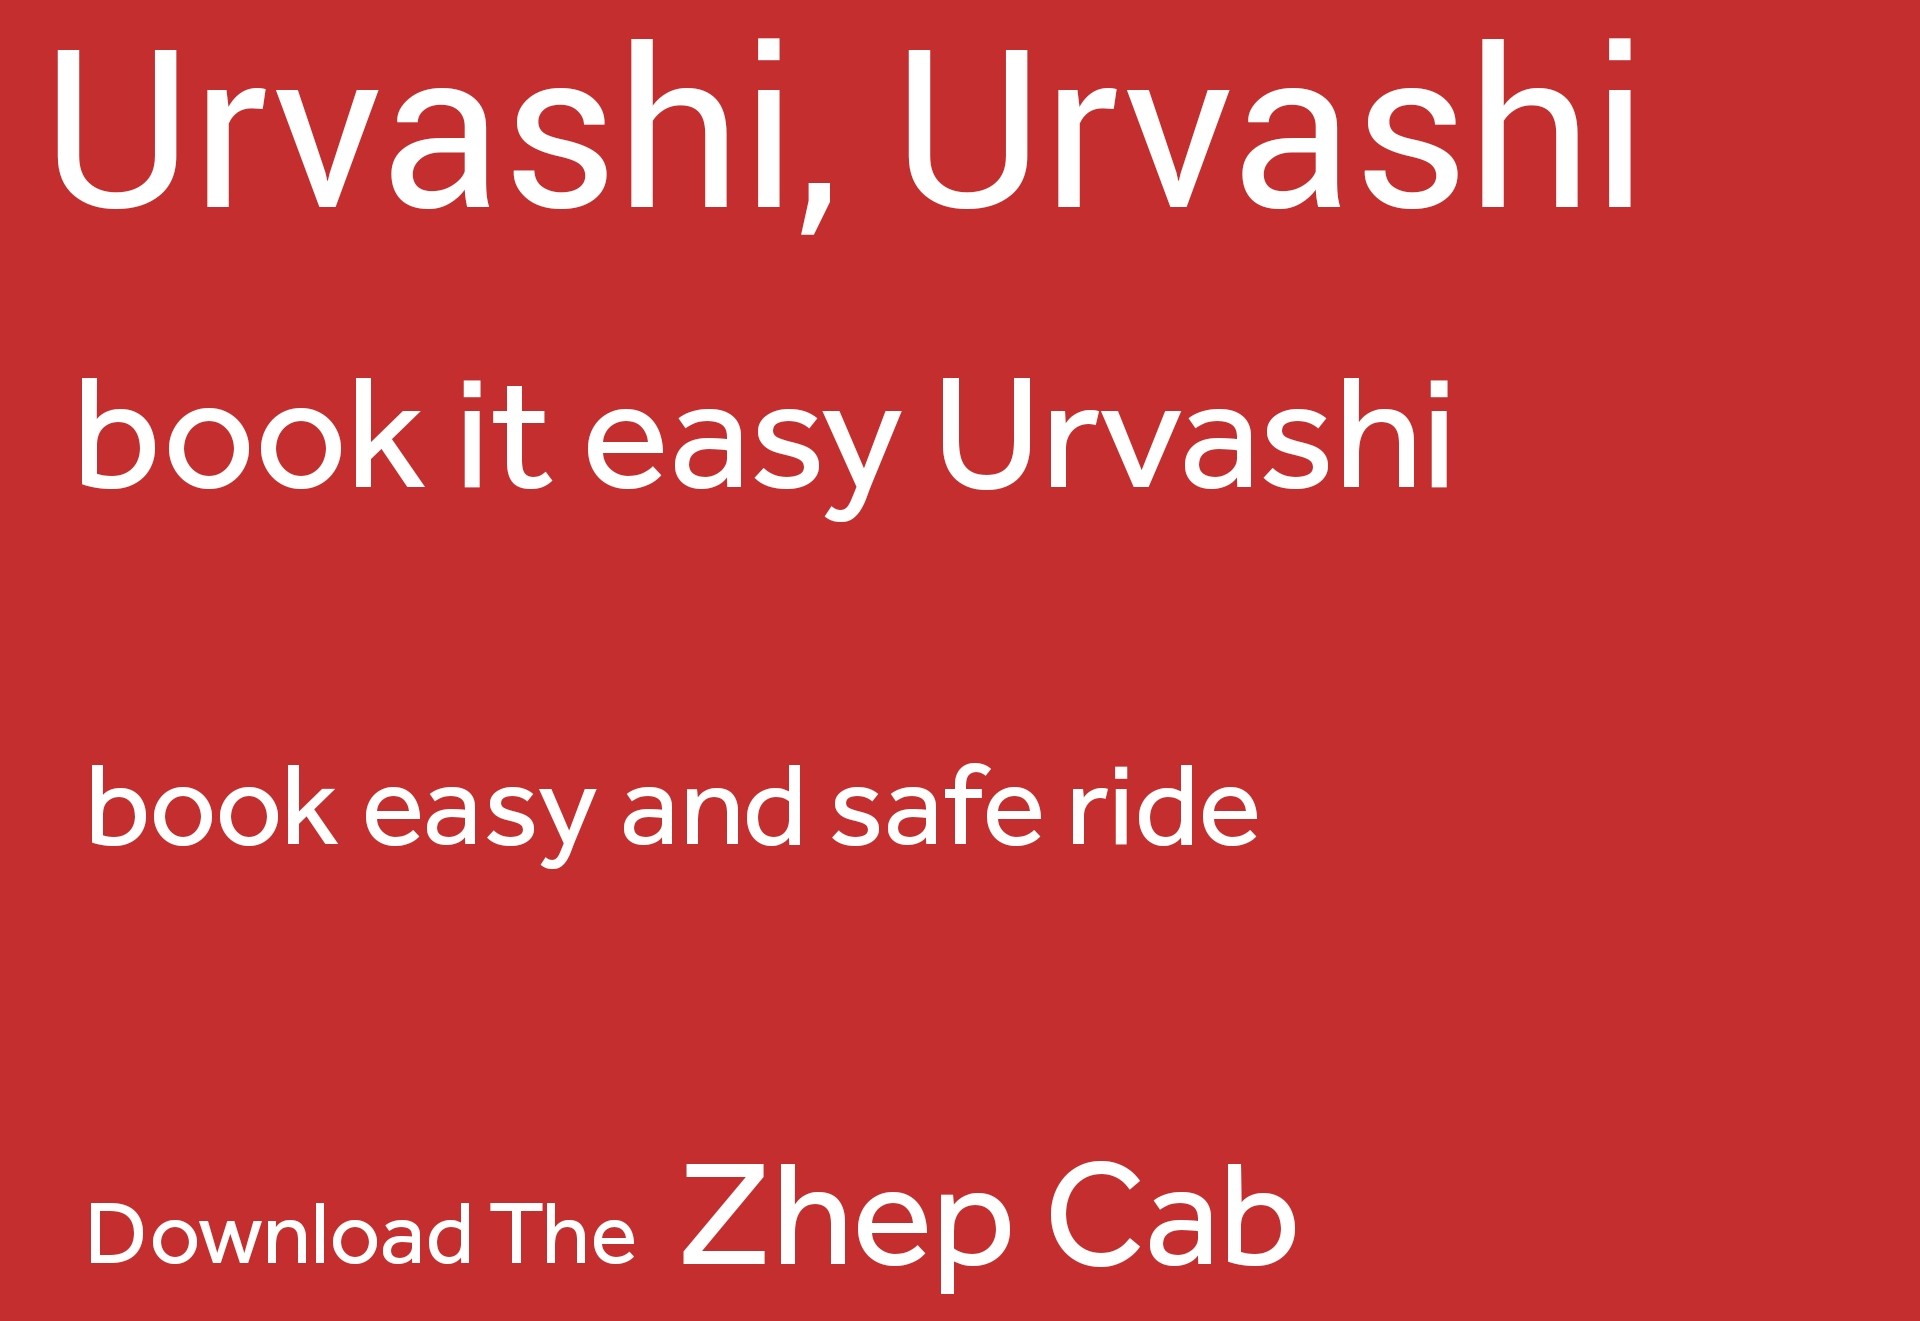 Urvashi, Urvashi
book it easy Urvashi
book easy and safe ride
Download The Zhep Cab